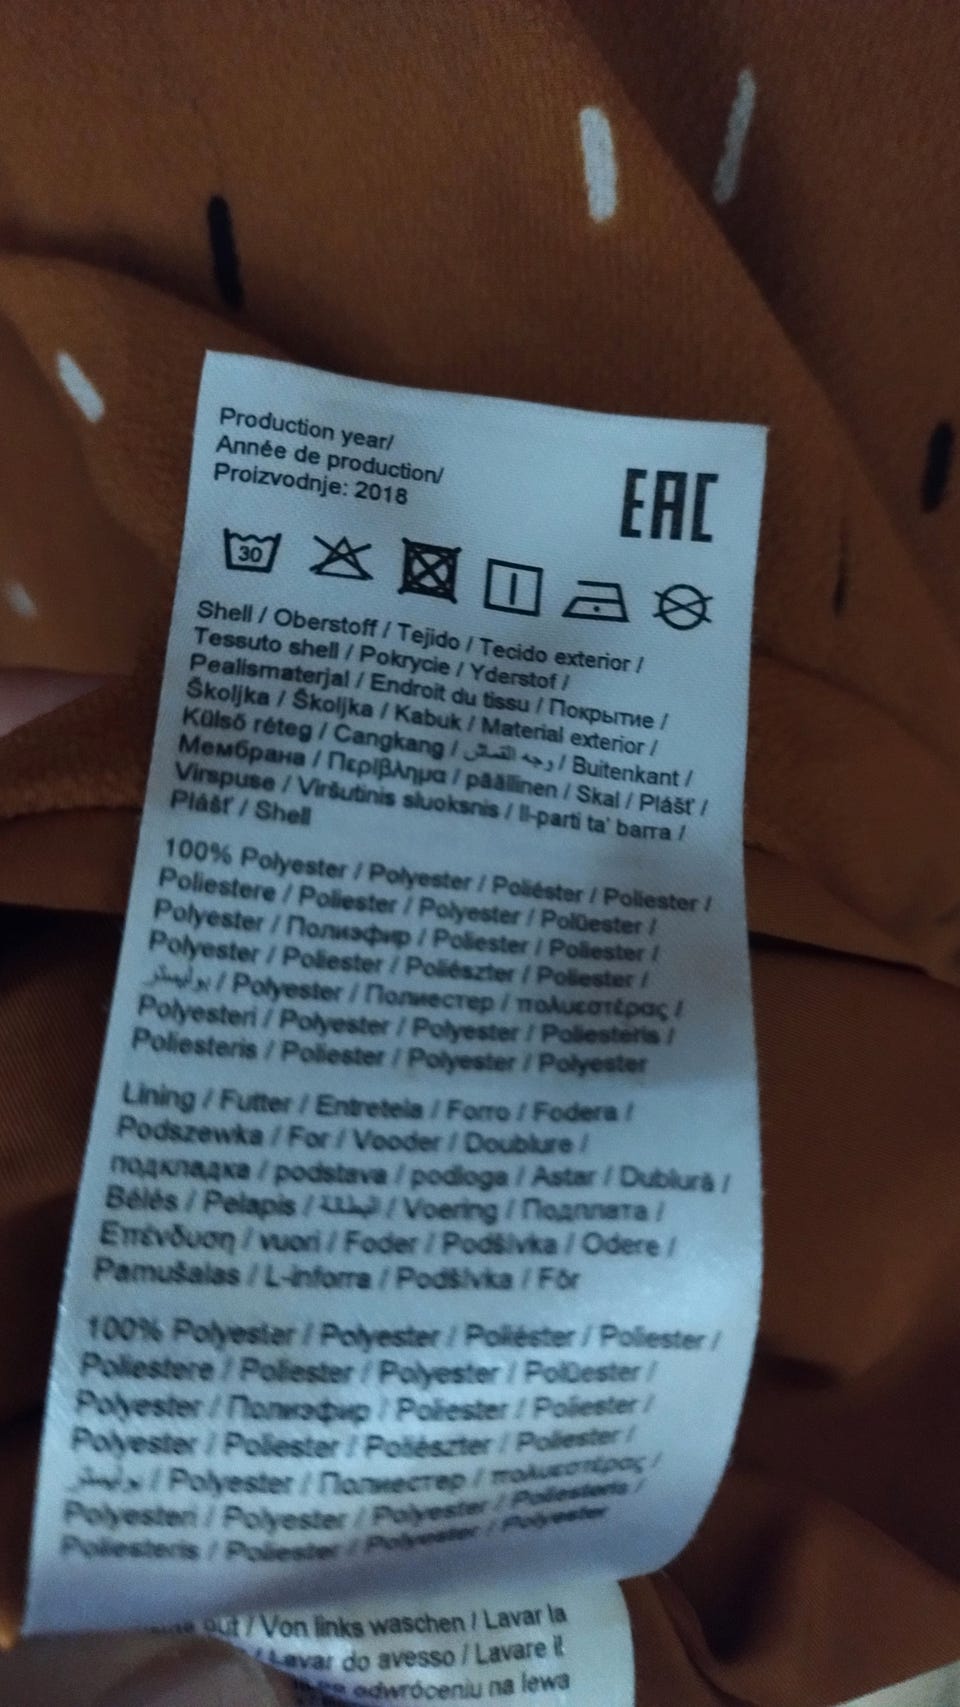 Production year/
Année de production/
Proizvodnje: 2018
EAC
30
Shell / Oberstoff / Tejido / Tecido exterior /
Tessuto shell / Pokrycie / Yderstof /
Pealismaterjal / Endroit du tissu / Покрытие /
Školjka / Školjka / Kabuk / Material exterior /
Külső réteg / Cangkang / وجه القماش / Buitenkant /
Мембрана / Περίβλημα / päällinen / Skal / Plášť /
Virspuse / Viršutinis sluoksnis / Il-parti ta' barra /
Plášť / Shell
100% Polyester / Polyester / Poliéster / Poliester /
Poliestere / Poliester / Polyester / Polüester /
Polyester / Полиэфир / Poliester / Poliester /
Polyester / Poliester / Poliészter / Poliester /
بوليستر / Polyester / Полиестер / πολυεστέρας /
Polyesteri / Polyester / Polyester / Poliesteris /
Poliesteris / Poliester / Polyester / Polyester
Lining / Futter / Entretela / Forro / Fodera /
Podszewka / For / Vooder / Doublure /
подкладка / podstava / podloga / Astar / Dublură /
Bélés / Pelapis / البطانة / Voering / Подплата /
Επένδυση / vuori / Foder / Podšívka / Odere /
Pamušalas / L-inforra / Podšívka / Fór
100% Polyester / Polyester / Poliéster / Poliester /
Poliestere / Poliester / Polyester / Polüester /
Polyester / Полиэфир / Poliester / Poliester /
Polyester / Poliester / Poliészter / Poliester /
بوليستر / Polyester / Полиестер / πολυεστέρας /
Polyesteri / Polyester / Polyester / Poliesteris /
Poliesteris / Poliester / Polyester / Polyester
out / Von links waschen / Lavar la
/ Lavar do avesso / Lavare il
odwróceniu na lewa